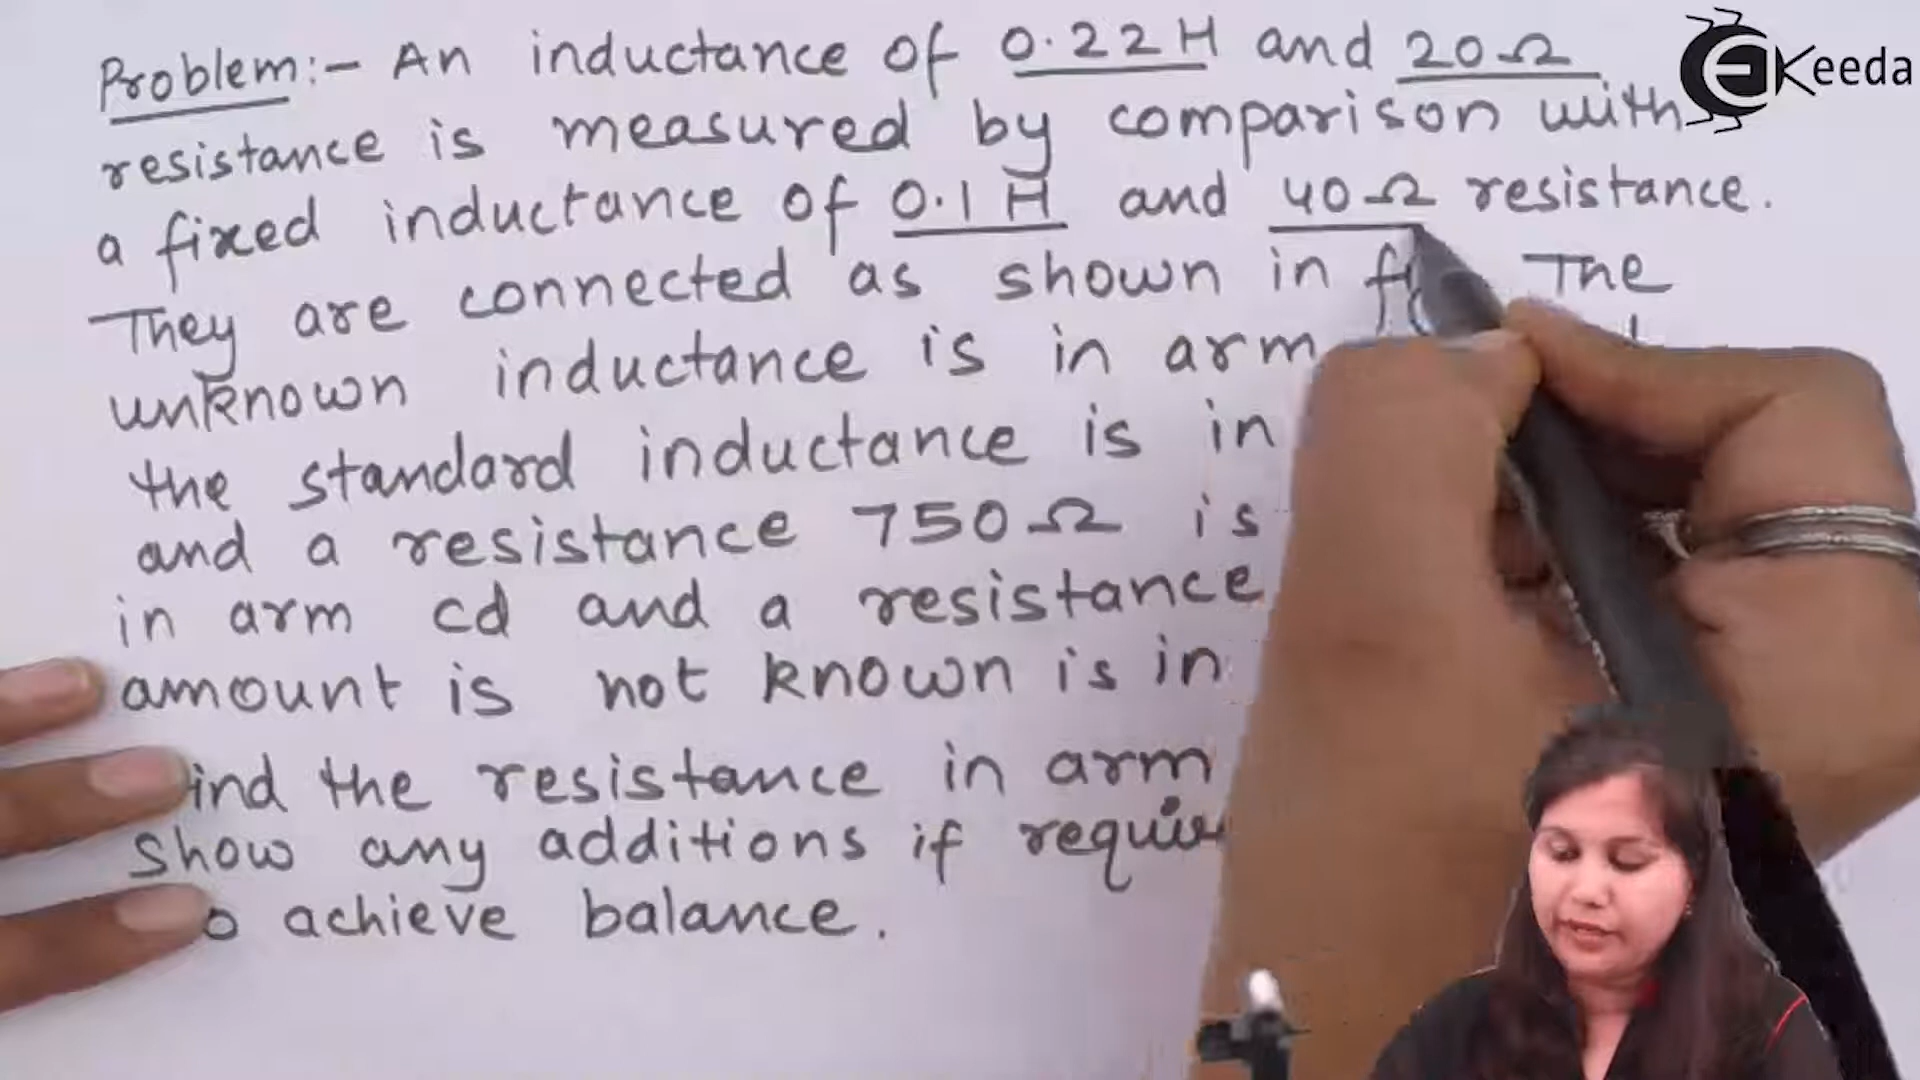 Problem:- An inductance of 0.22H and 20Ω
resistance is measured by comparison with
a fixed inductance of 0.1 H and 40Ω resistance.
They are connected as shown in The
unknown inductance is in arm
the standard inductance is in
and a resistance 750Ω is
in arm cd and a resistance
amount is not known is in
ind the resistance in arm
show any additions if
achieve balance.
EKeeda